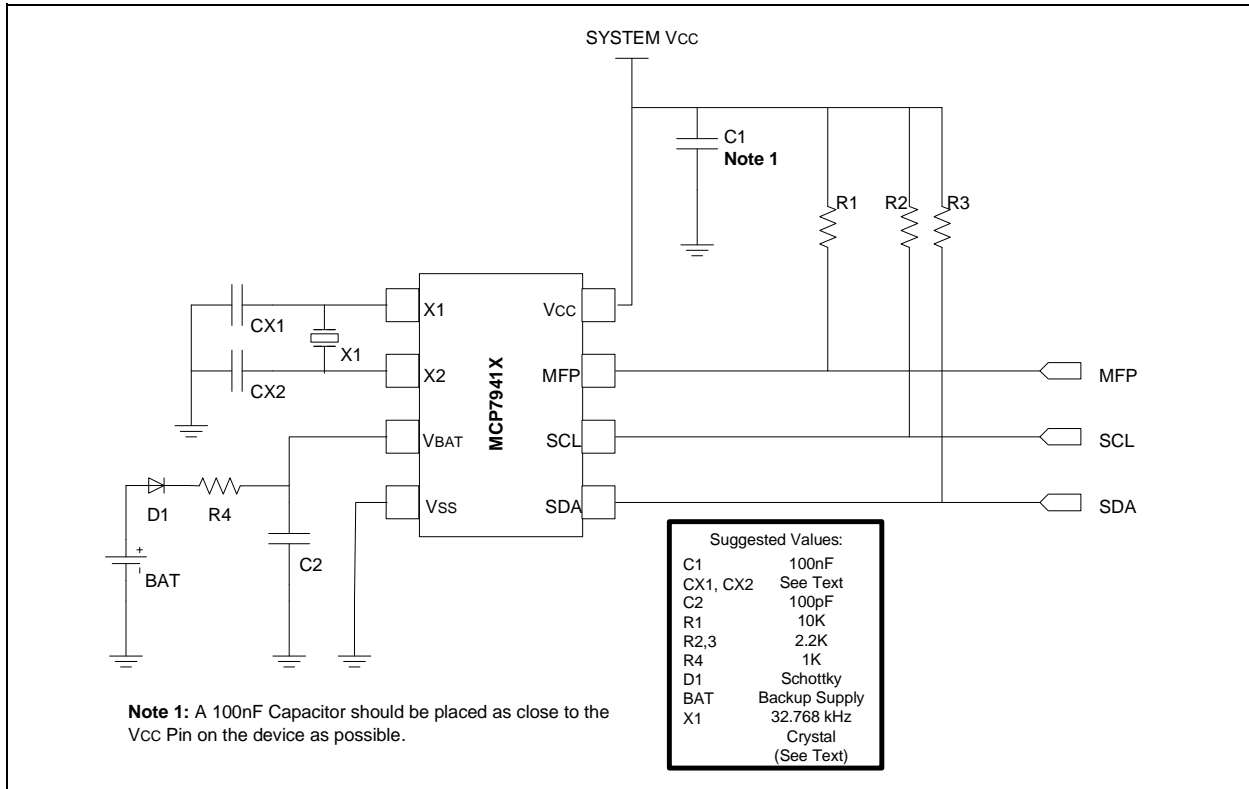 SYSTEM VCC
C1
Note 1
R1
R2
R3
CX1
X1
CX2
X1
X2
VBAT
VSS
MCP7941X
VCC
MFP
SCL
SDA
MFP
SCL
SDA
D1
R4
C2
+
-
BAT
Suggested Values:
C1 100nF
CX1, CX2 See Text
C2 100pF
R1 10K
R2,3 2.2K
R4 1K
D1 Schottky
BAT Backup Supply
X1 32.768 kHz
Crystal
(See Text)
Note 1: A 100nF Capacitor should be placed as close to the
VCC Pin on the device as possible.